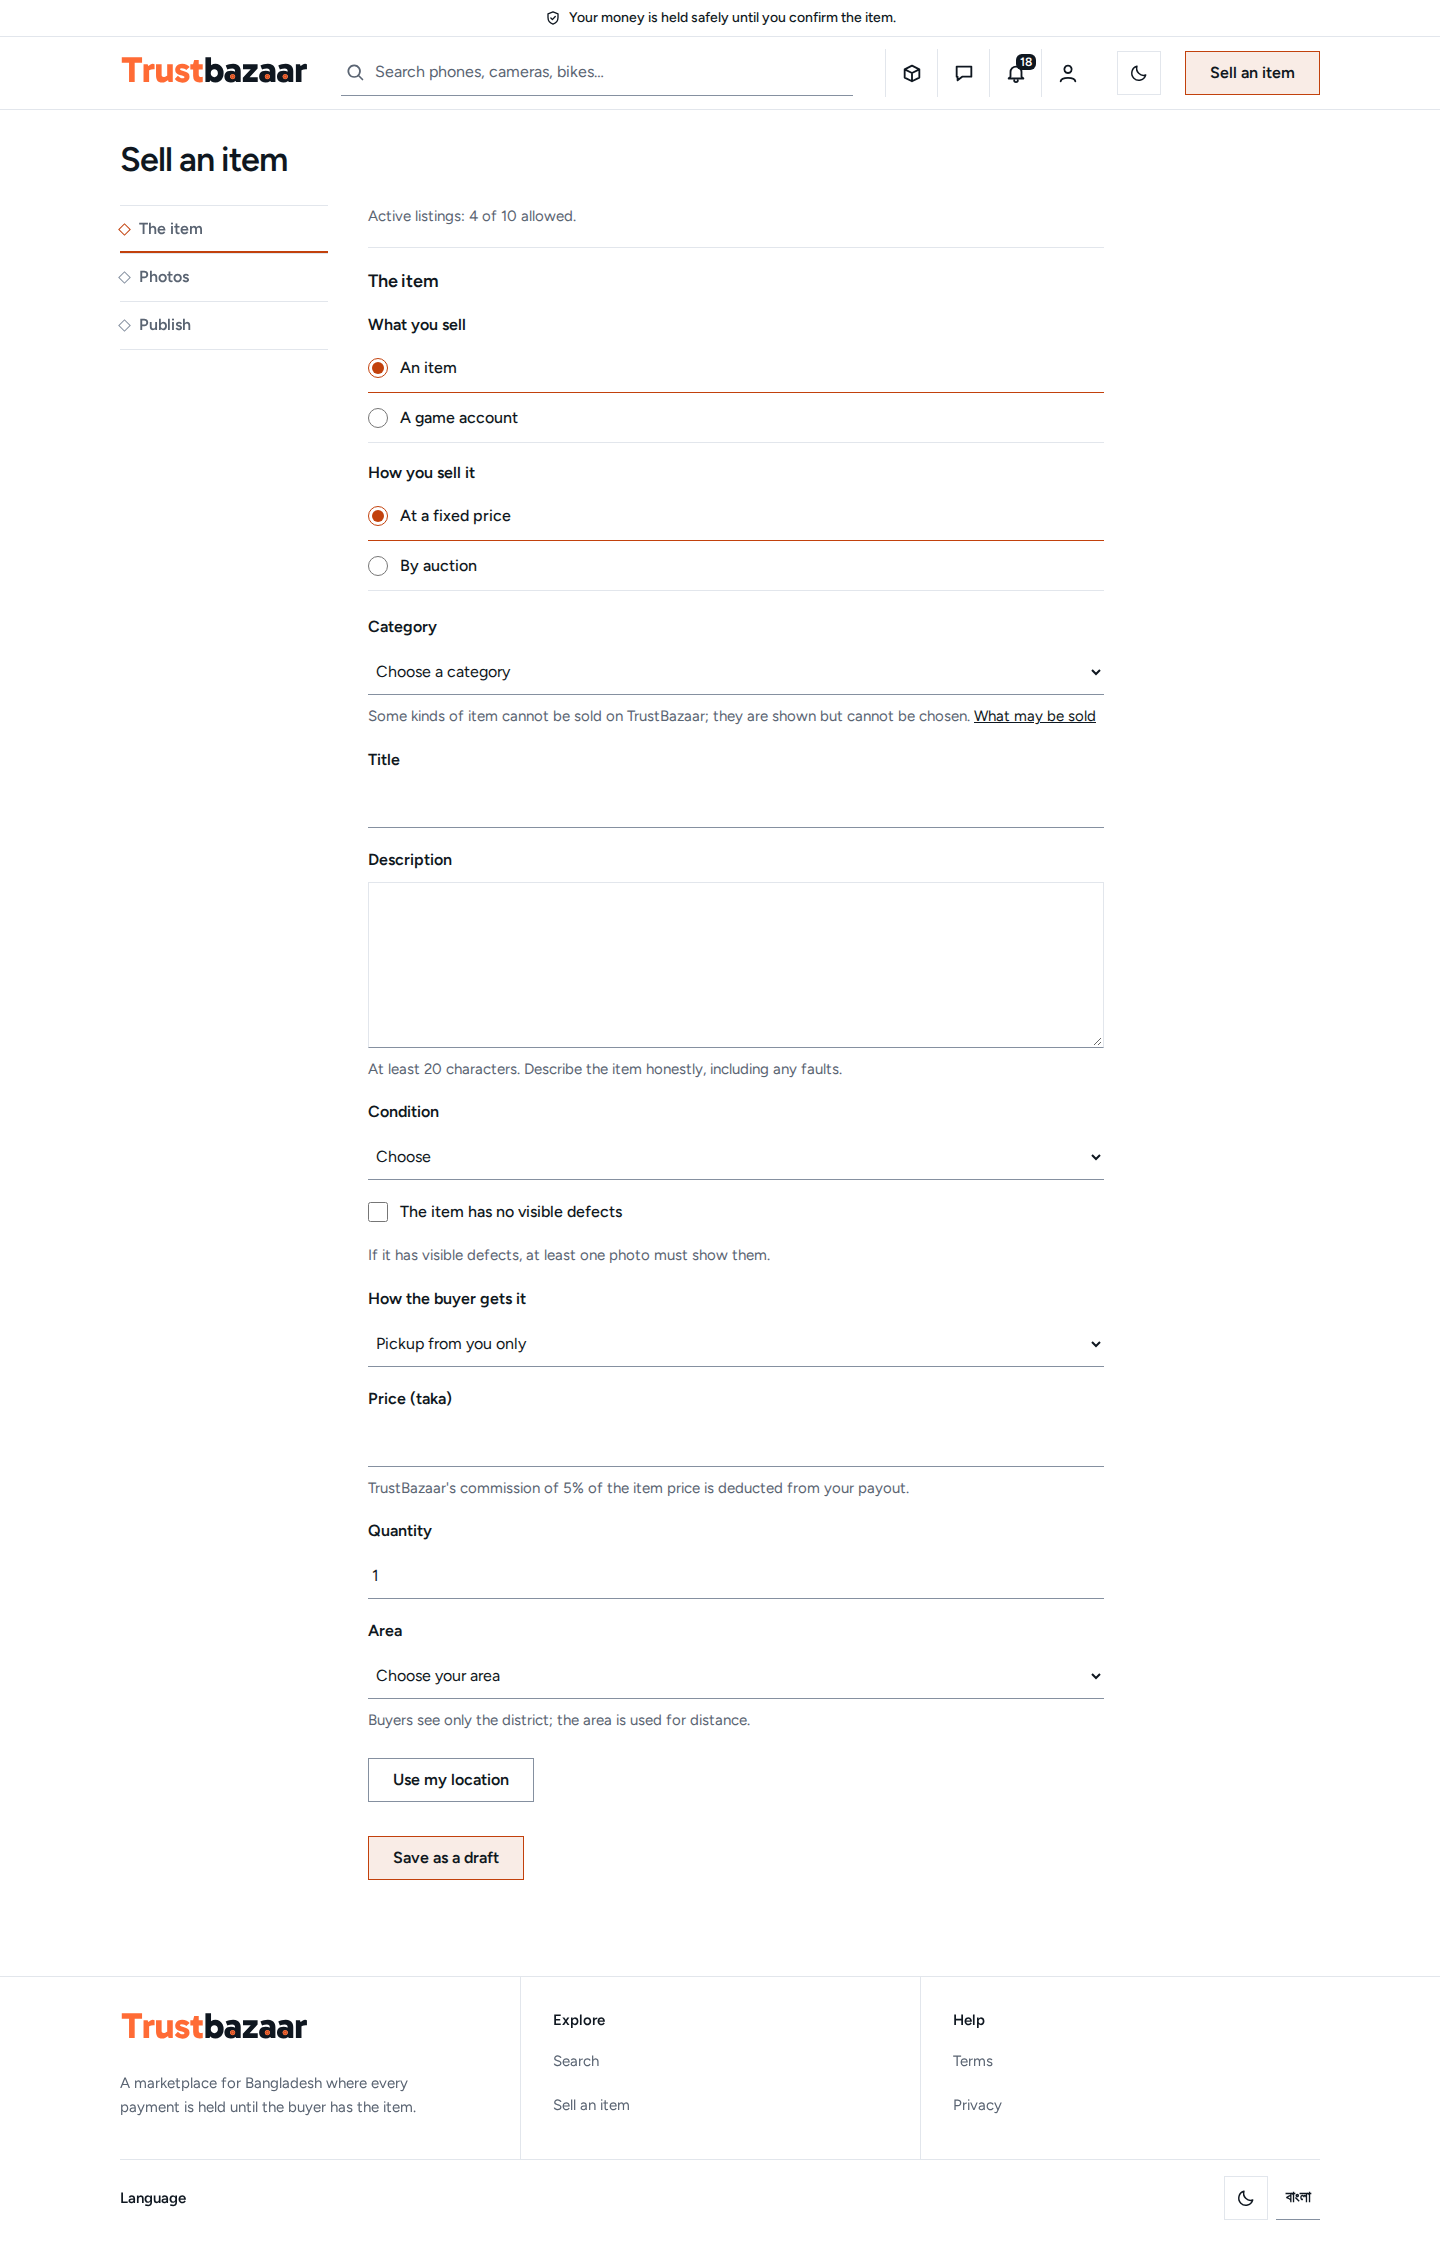 Your money is held safely until you confirm the item.
Trustbazaar
Search phones, cameras, bikes...
18
Sell an item
Sell an item
The item
Photos
Publish
Active listings: 4 of 10 allowed.
The item
What you sell
An item
A game account
How you sell it
At a fixed price
By auction
Category
Choose a category
Some kinds of item cannot be sold on TrustBazaar; they are shown but cannot be chosen. What may be sold
Title
Description
At least 20 characters. Describe the item honestly, including any faults.
Condition
Choose
The item has no visible defects
If it has visible defects, at least one photo must show them.
How the buyer gets it
Pickup from you only
Price (taka)
TrustBazaar's commission of 5% of the item price is deducted from your payout.
Quantity
1
Area
Choose your area
Buyers see only the district; the area is used for distance.
Use my location
Save as a draft
Trustbazaar
A marketplace for Bangladesh where every
payment is held until the buyer has the item.
Explore
Search
Sell an item
Help
Terms
Privacy
Language
বাংলা